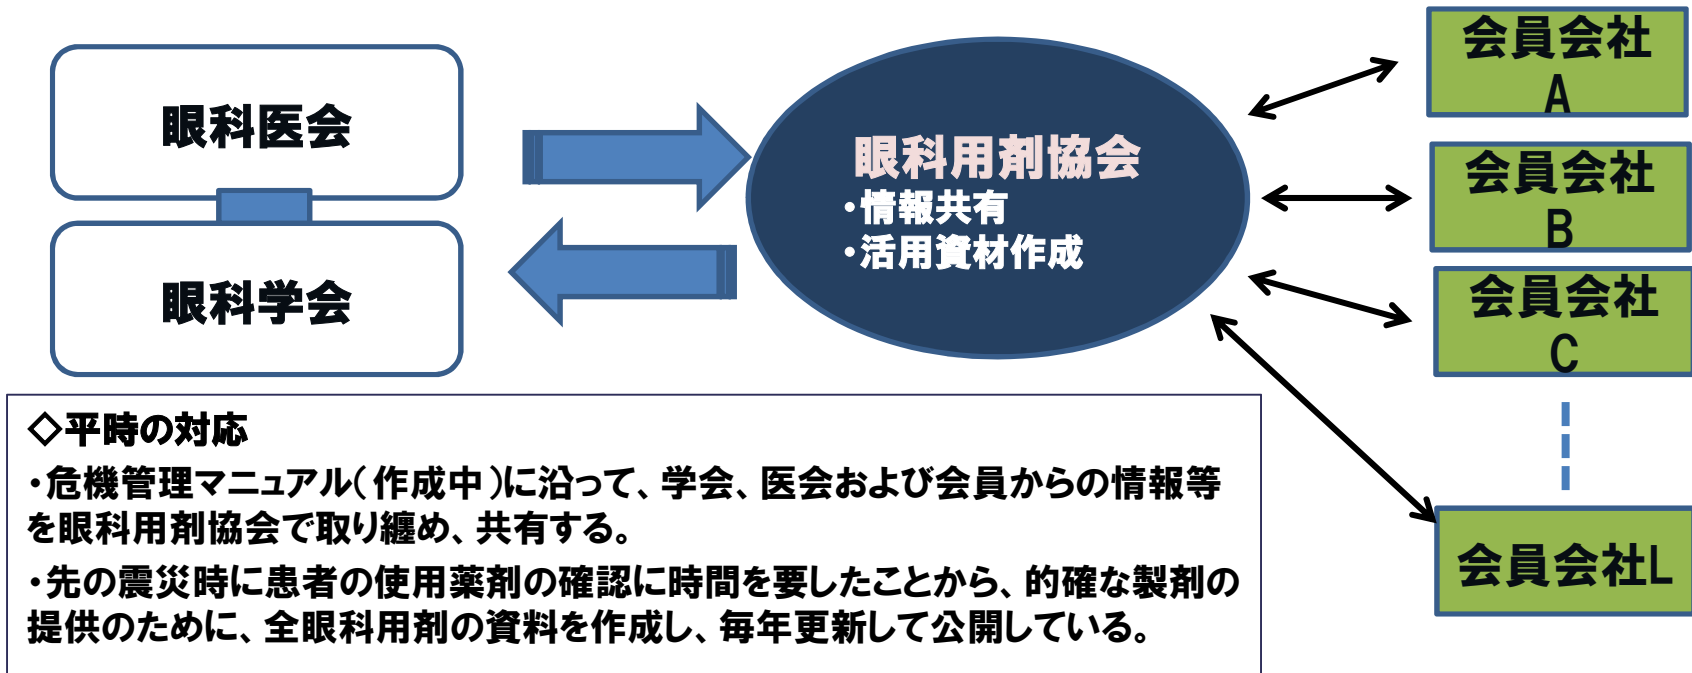 眼科医会
眼科学会
眼科用剤協会
・情報共有
・活用資材作成
会員会社
A
会員会社
B
会員会社
C
会員会社L
◇平時の対応
・危機管理マニュアル(作成中)に沿って、学会、医会および会員からの情報等
を眼科用剤協会で取り纏め、共有する。
・先の震災時に患者の使用薬剤の確認に時間を要したことから、的確な製剤の
提供のために、全眼科用剤の資料を作成し、毎年更新して公開している。